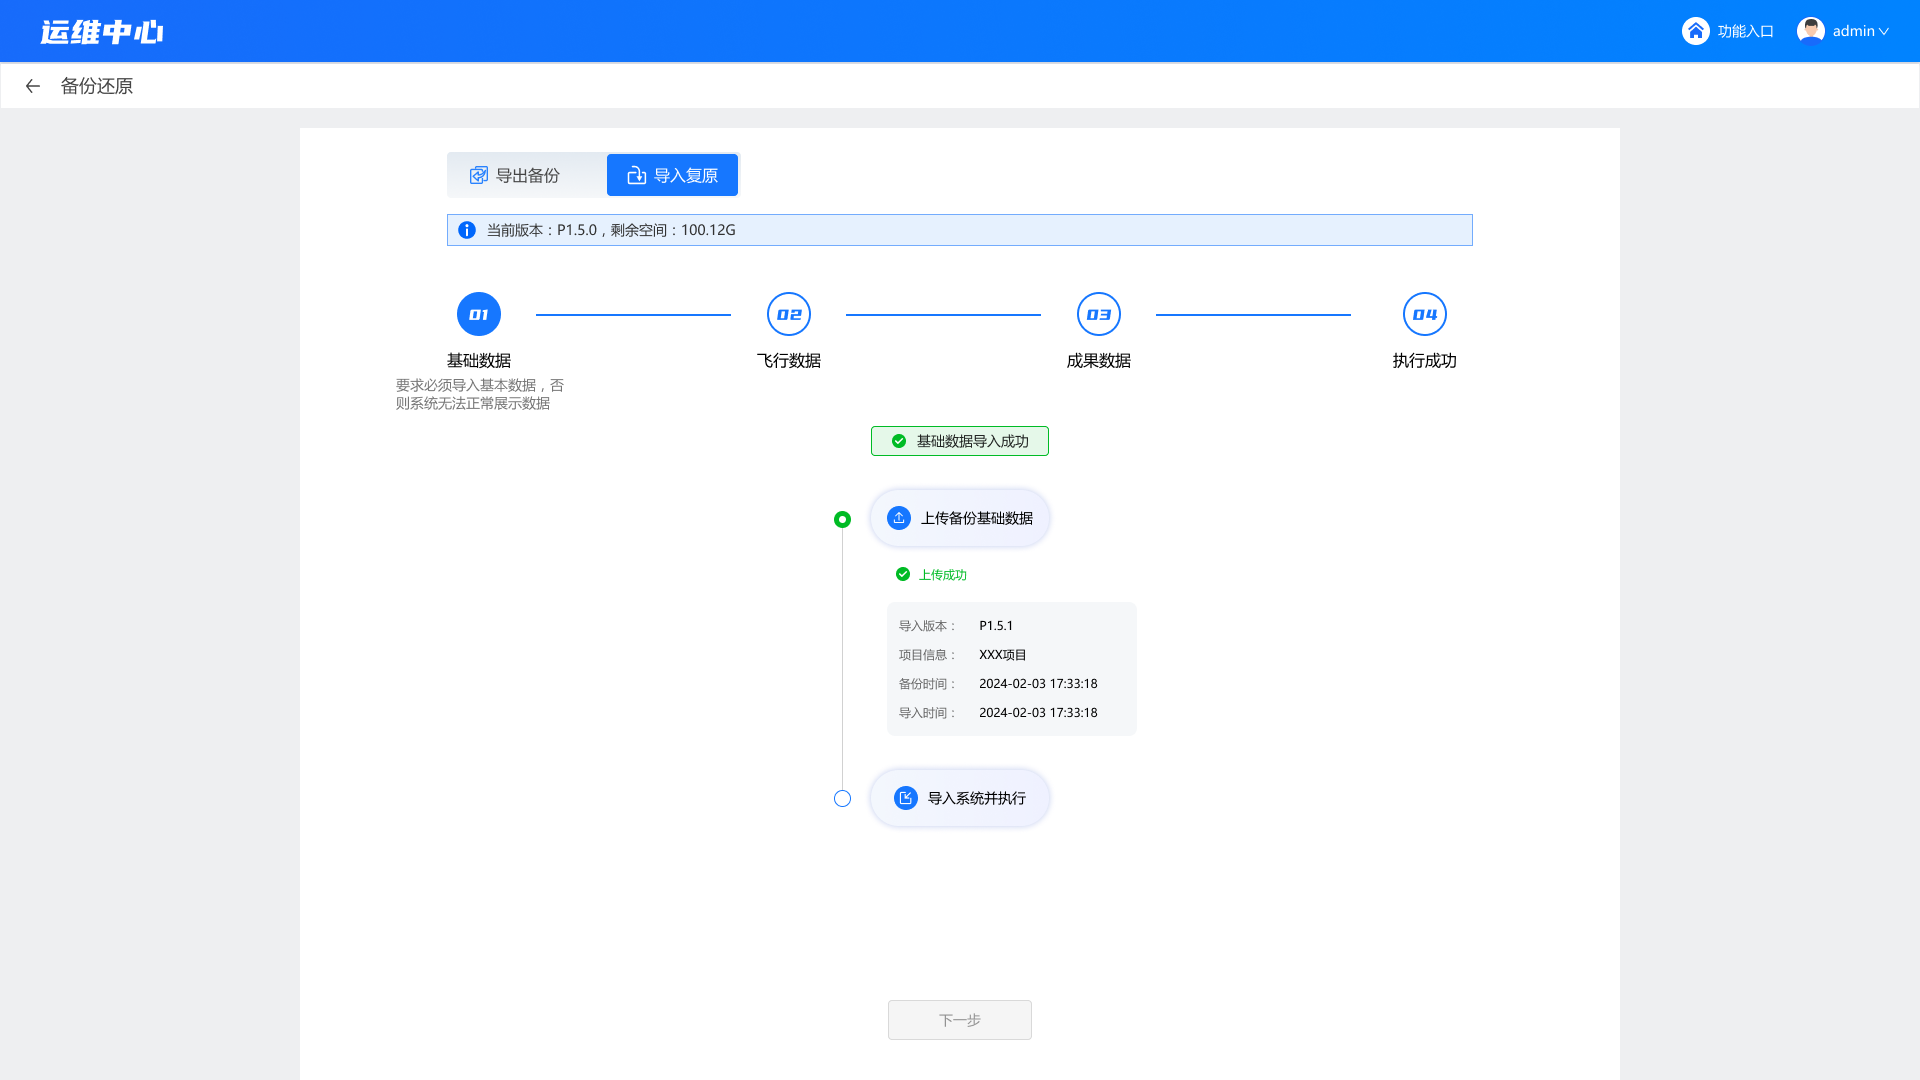 运维中心
功能入口
admin
备份还原
导出备份
导入复原
当前版本：P1.5.0，剩余空间：100.12G
01
02
03
04
基础数据
飞行数据
成果数据
执行成功
要求必须导入基本数据，否
则系统无法正常展示数据
基础数据导入成功
上传备份基础数据
上传成功
导入版本： P1.5.1
项目信息： XXX项目
备份时间： 2024-02-03 17:33:18
导入时间： 2024-02-03 17:33:18
导入系统并执行
下一步